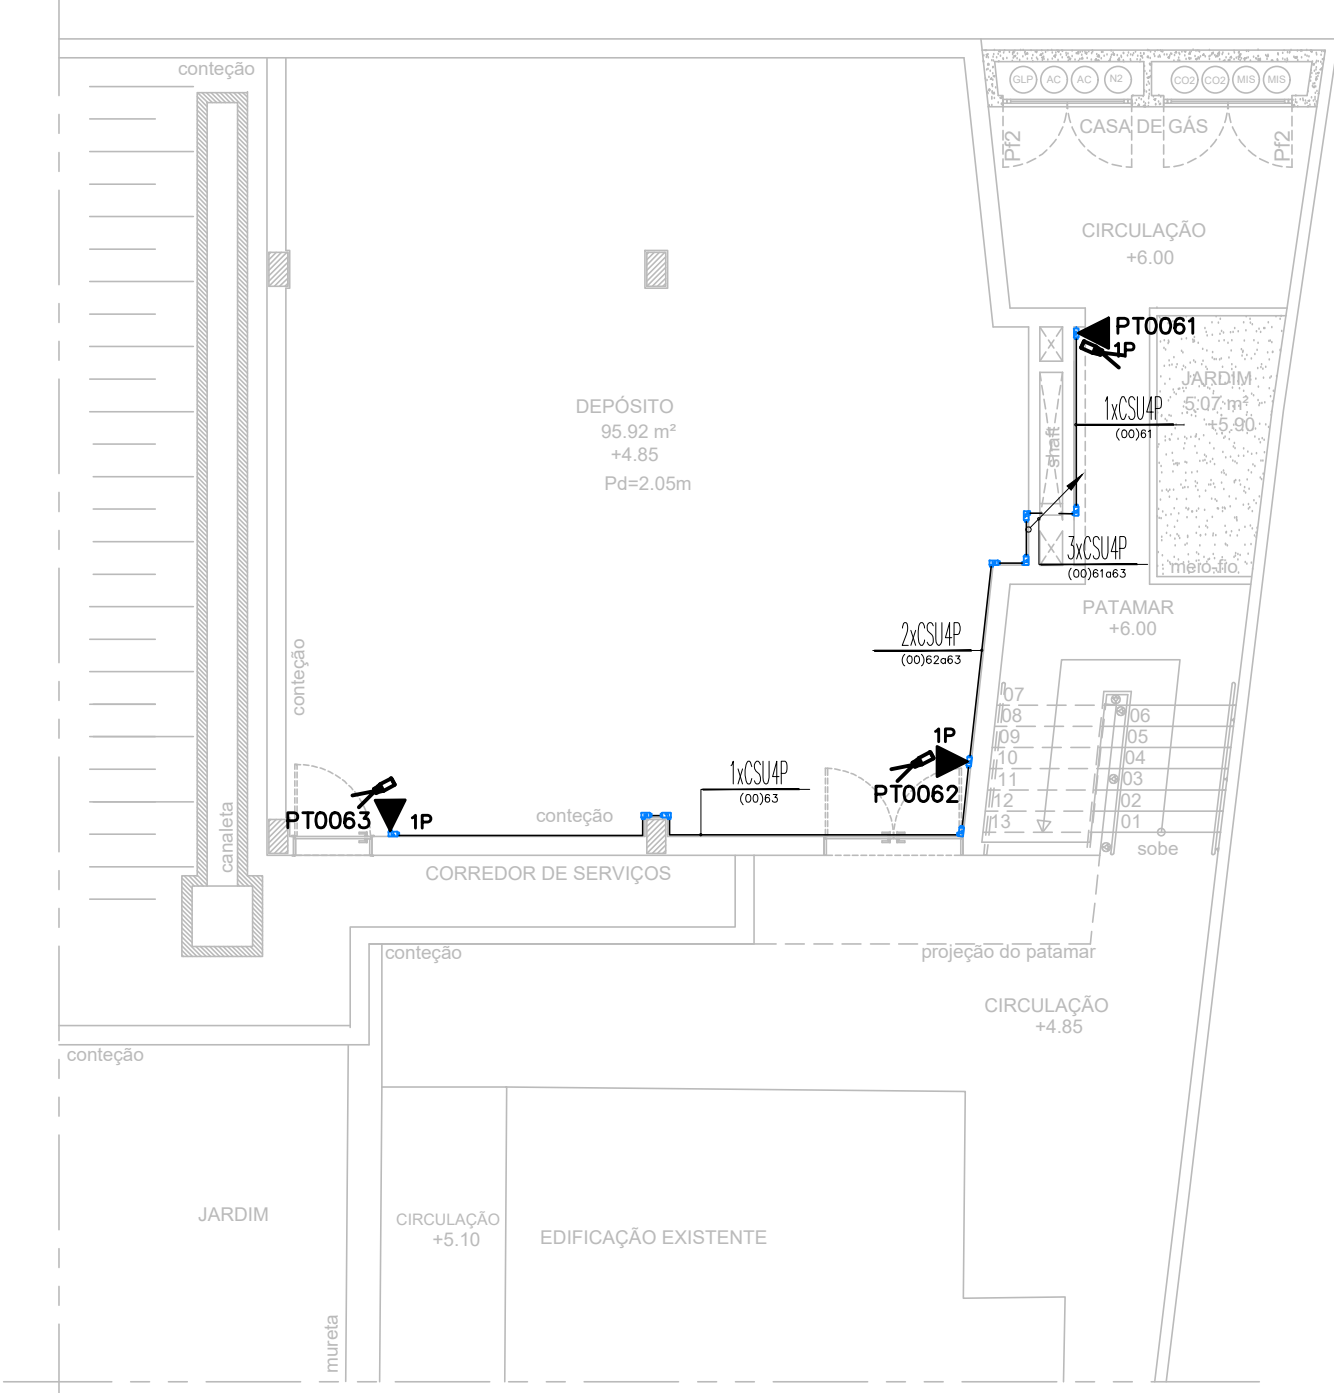 conteção
GLP
AC
AC
N2
CO2
CO2
MIS
MIS
CASA DE GÁS
Pf2
Pf2
CIRCULAÇÃO
+6.00
PT0061
1P
JARDIM
5.07 m²
+5.90
1xCSU4P
(00)61
DEPÓSITO
95.92 m²
+4.85
Pd=2.05m
shaft
3xCSU4P
(00)61a63
meio-fio
PATAMAR
+6.00
2xCSU4P
(00)62a63
conteção
07
08
09
10
11
12
13
06
05
04
03
02
01
sobe
1P
PT0062
1xCSU4P
(00)63
PT0063
1P
conteção
canaleta
CORREDOR DE SERVIÇOS
conteção
projeção do patamar
CIRCULAÇÃO
+4.85
conteção
JARDIM
CIRCULAÇÃO
+5.10
EDIFICAÇÃO EXISTENTE
mureta